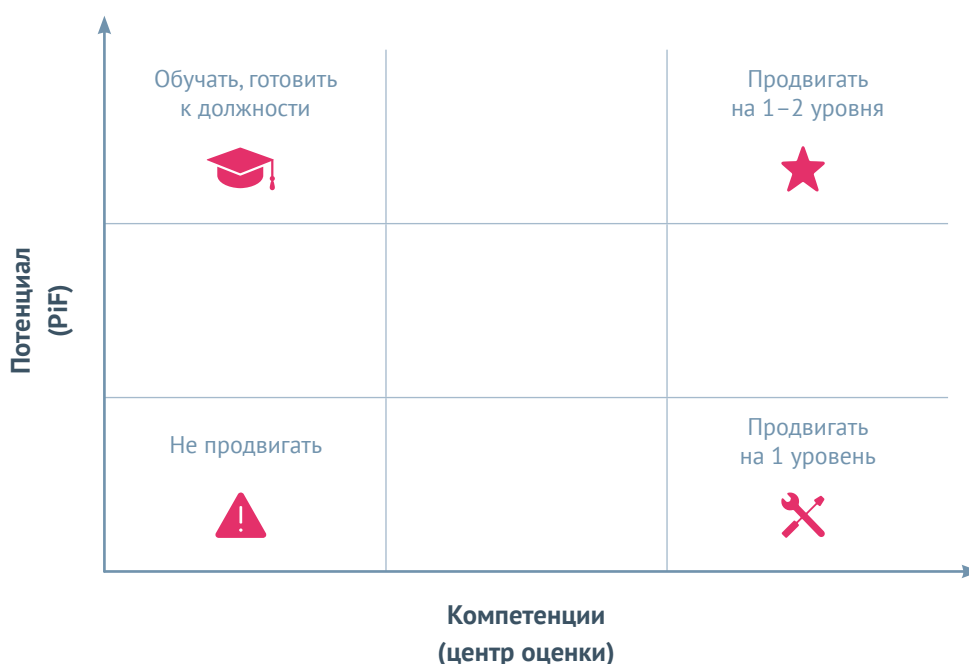 Обучать, готовить
к должности
Продвигать
на 1–2 уровня
Потенциал
(PiF)
Не продвигать
Продвигать
на 1 уровень
Компетенции
(центр оценки)